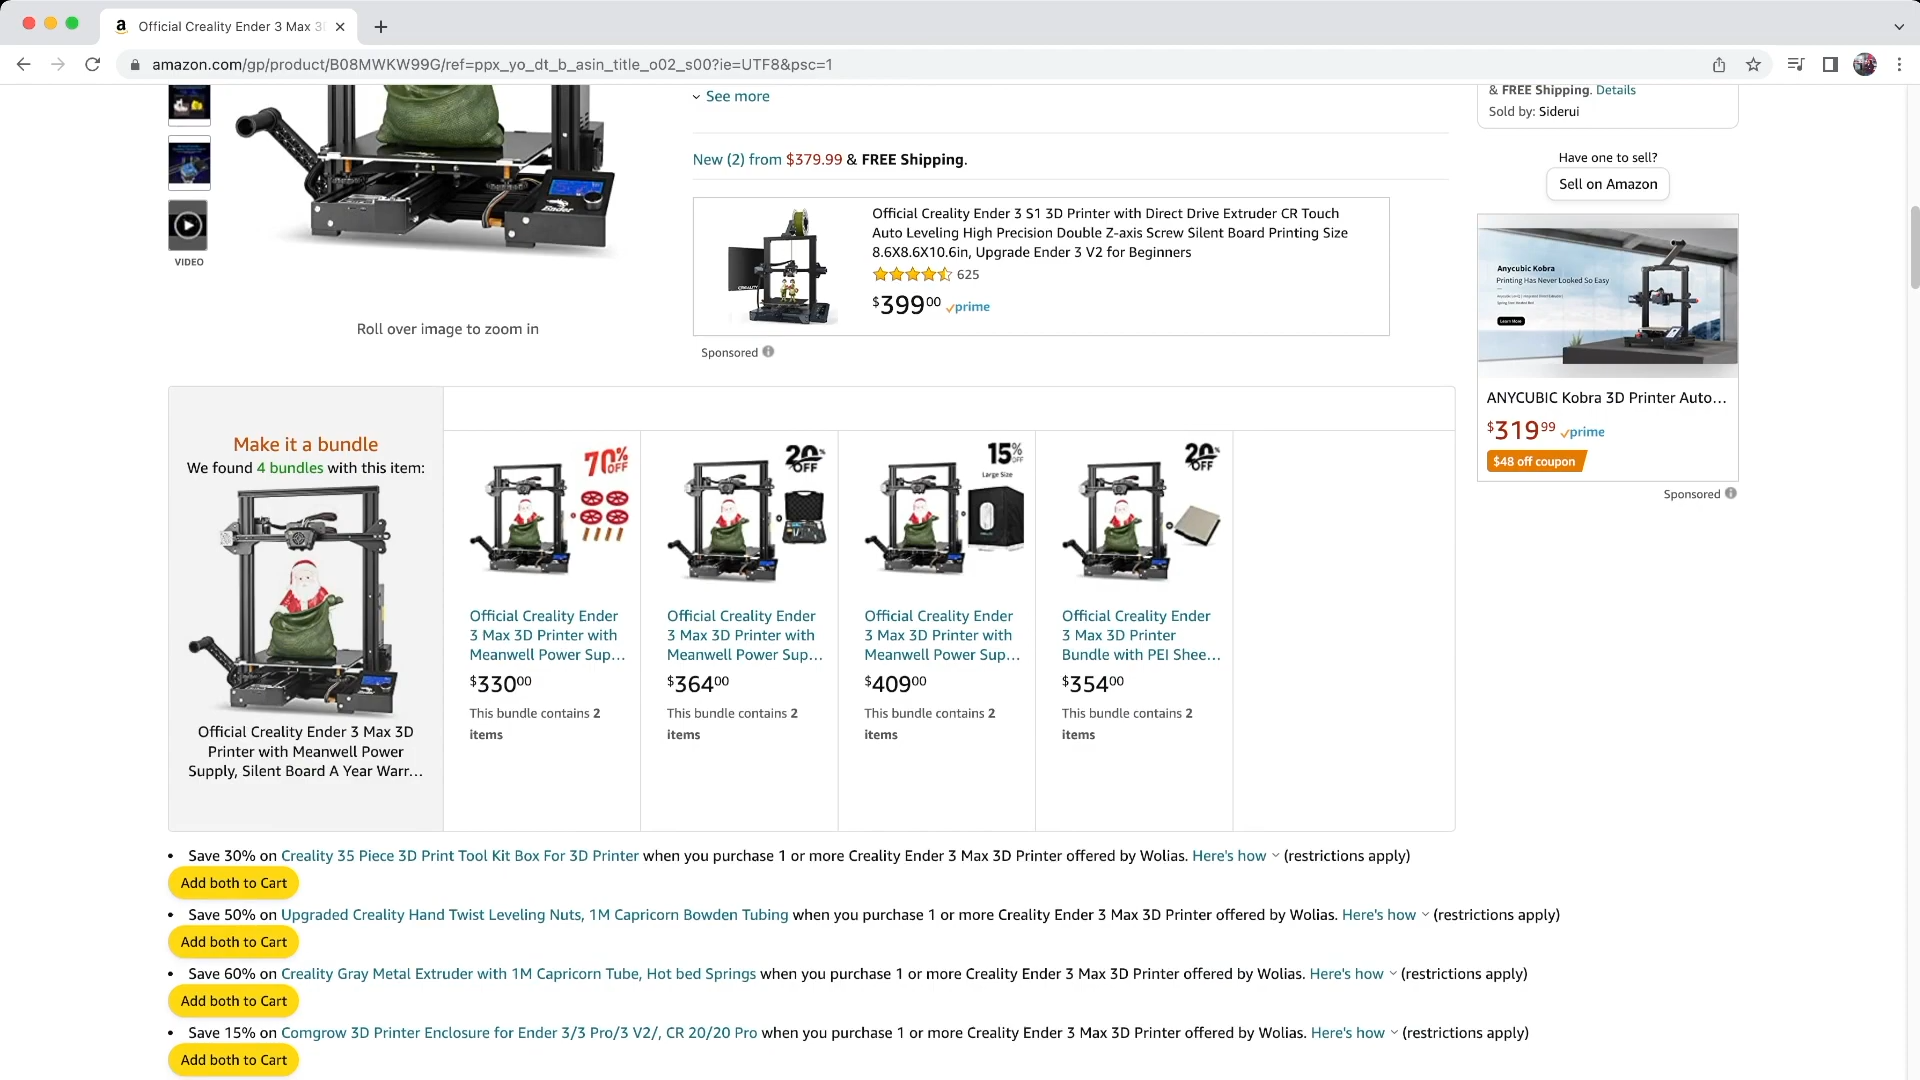 Official Creality Ender 3 Max 3
amazon.com/gp/product/B08MWKW99G/ref=ppx_yo_dt_b_asin_title_o02_s00?ie=UTF8&psc=1
See more
& FREE Shipping. Details
Sold by: Siderui
New (2) from $379.99 & FREE Shipping.
Have one to sell?
Sell on Amazon
Ender
VIDEO
Roll over image to zoom in
Official Creality Ender 3 S1 3D Printer with Direct Drive Extruder CR Touch
Auto Leveling High Precision Double Z-axis Screw Silent Board Printing Size
8.6X8.6X10.6in, Upgrade Ender 3 V2 for Beginners
625
$399.00 prime
Sponsored
Anycubic Kobra
Printing Has Never Looked So Easy
Learn More
ANYCUBIC Kobra 3D Printer Auto...
$319.99 prime
$48 off coupon
Sponsored
Make it a bundle
We found 4 bundles with this item:
Official Creality Ender 3 Max 3D
Printer with Meanwell Power
Supply, Silent Board A Year Warr...
70% OFF
Official Creality Ender
3 Max 3D Printer with
Meanwell Power Sup...
$330.00
This bundle contains 2
items
20% OFF
Official Creality Ender
3 Max 3D Printer with
Meanwell Power Sup...
$364.00
This bundle contains 2
items
15% OFF
Large Size
Official Creality Ender
3 Max 3D Printer with
Meanwell Power Sup...
$409.00
This bundle contains 2
items
20% OFF
Official Creality Ender
3 Max 3D Printer
Bundle with PEI Shee...
$354.00
This bundle contains 2
items
• Save 30% on Creality 35 Piece 3D Print Tool Kit Box For 3D Printer when you purchase 1 or more Creality Ender 3 Max 3D Printer offered by Wolias. Here's how (restrictions apply)
Add both to Cart
• Save 50% on Upgraded Creality Hand Twist Leveling Nuts, 1M Capricorn Bowden Tubing when you purchase 1 or more Creality Ender 3 Max 3D Printer offered by Wolias. Here's how (restrictions apply)
Add both to Cart
• Save 60% on Creality Gray Metal Extruder with 1M Capricorn Tube, Hot bed Springs when you purchase 1 or more Creality Ender 3 Max 3D Printer offered by Wolias. Here's how (restrictions apply)
Add both to Cart
• Save 15% on Comgrow 3D Printer Enclosure for Ender 3/3 Pro/3 V2/, CR 20/20 Pro when you purchase 1 or more Creality Ender 3 Max 3D Printer offered by Wolias. Here's how (restrictions apply)
Add both to Cart